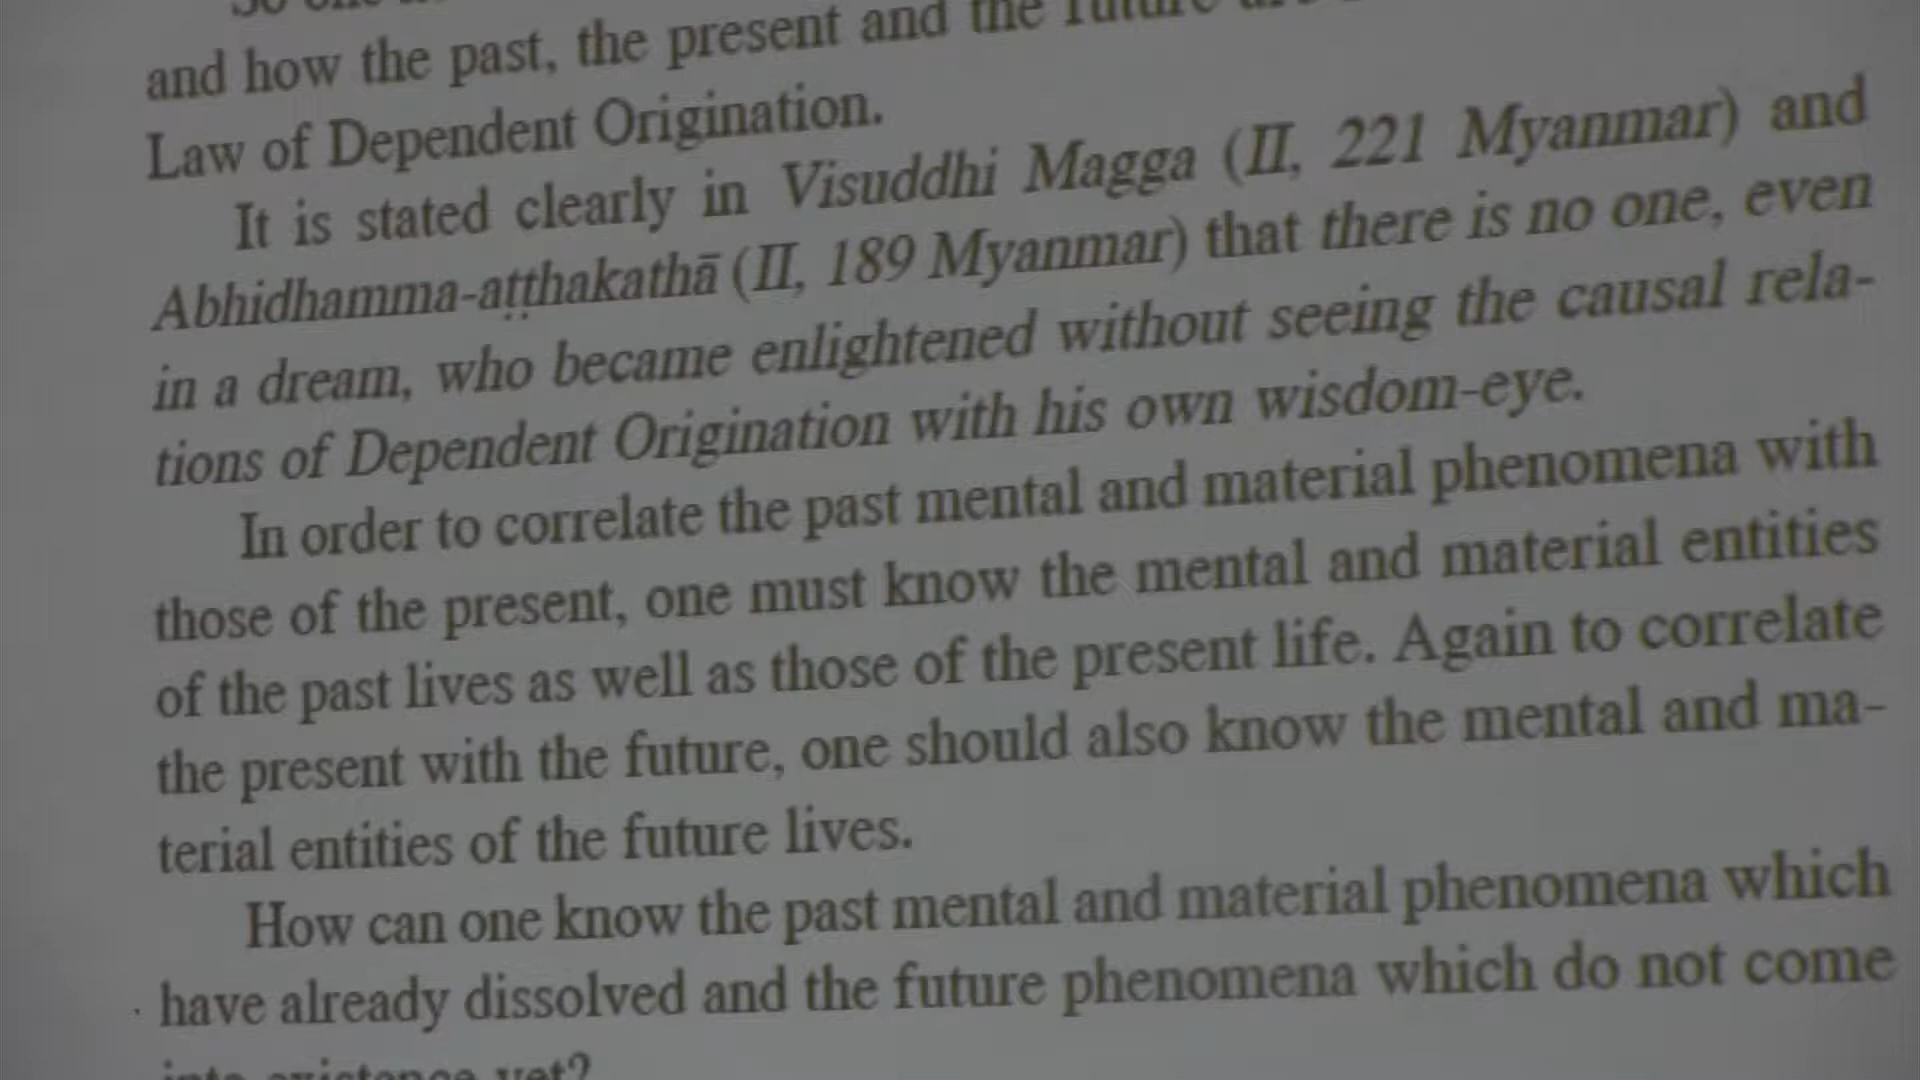 and how the past, the present and the future
Law of Dependent Origination.
It is stated clearly in Visuddhi Magga (II, 221 Myanmar) and
Abhidhamma-aṭṭhakathā (II, 189 Myanmar) that there is no one, even
in a dream, who became enlightened without seeing the causal rela-
tions of Dependent Origination with his own wisdom-eye.
In order to correlate the past mental and material phenomena with
those of the present, one must know the mental and material entities
of the past lives as well as those of the present life. Again to correlate
the present with the future, one should also know the mental and ma-
terial entities of the future lives.
How can one know the past mental and material phenomena which
have already dissolved and the future phenomena which do not come
into existence yet?